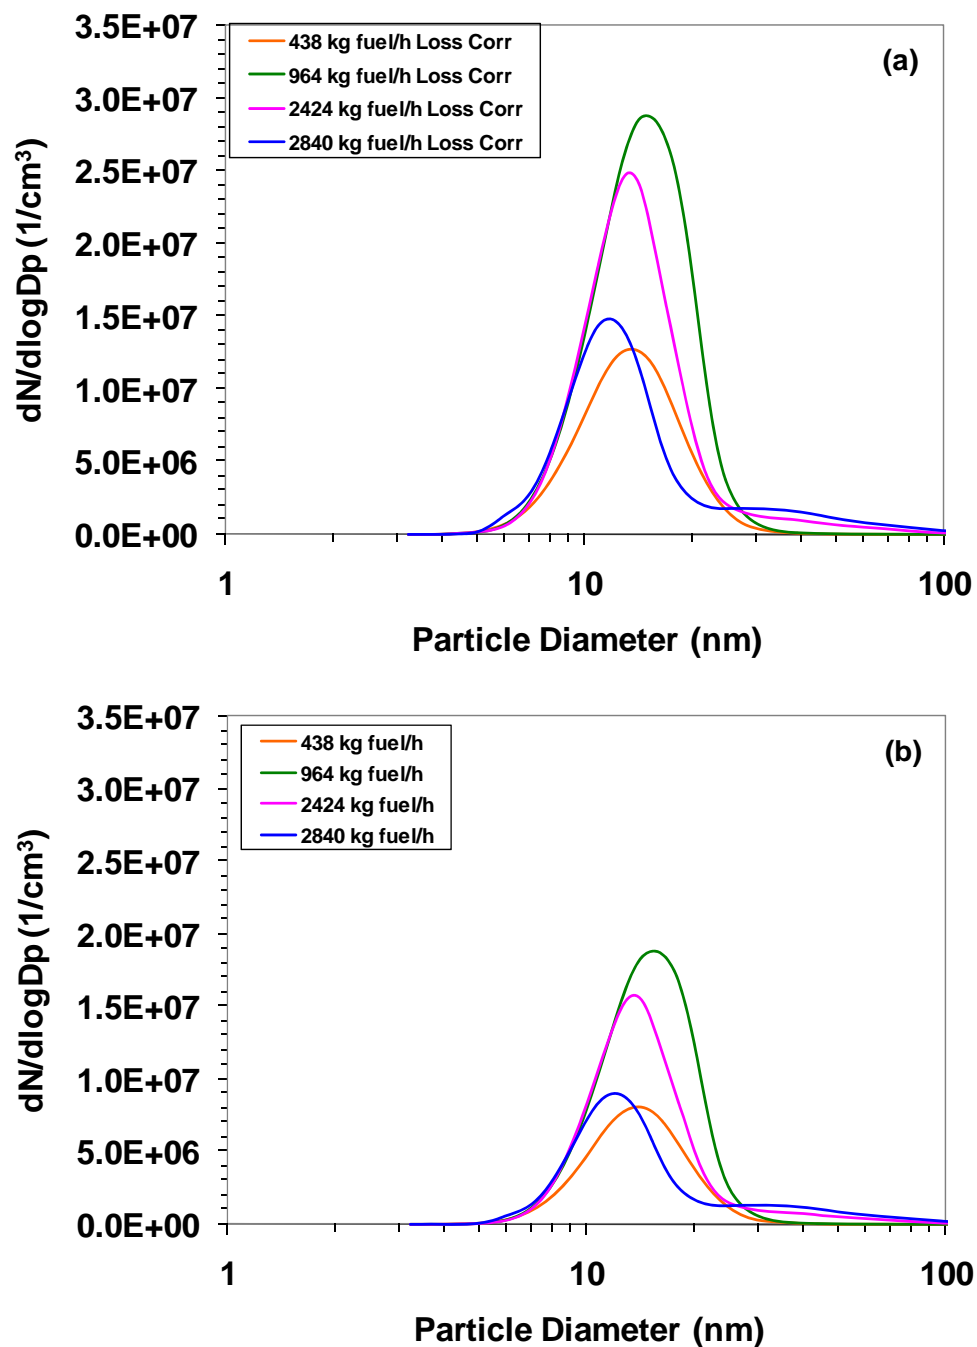 3.5E+07
3.0E+07
2.5E+07
2.0E+07
1.5E+07
1.0E+07
5.0E+06
0.0E+00
dN/dlogDp (1/cm³)
438 kg fuel/h Loss Corr
964 kg fuel/h Loss Corr
2424 kg fuel/h Loss Corr
2840 kg fuel/h Loss Corr
(a)
1 10 100
Particle Diameter (nm)
3.5E+07
3.0E+07
2.5E+07
2.0E+07
1.5E+07
1.0E+07
5.0E+06
0.0E+00
dN/dlogDp (1/cm³)
438 kg fuel/h
964 kg fuel/h
2424 kg fuel/h
2840 kg fuel/h
(b)
1 10 100
Particle Diameter (nm)